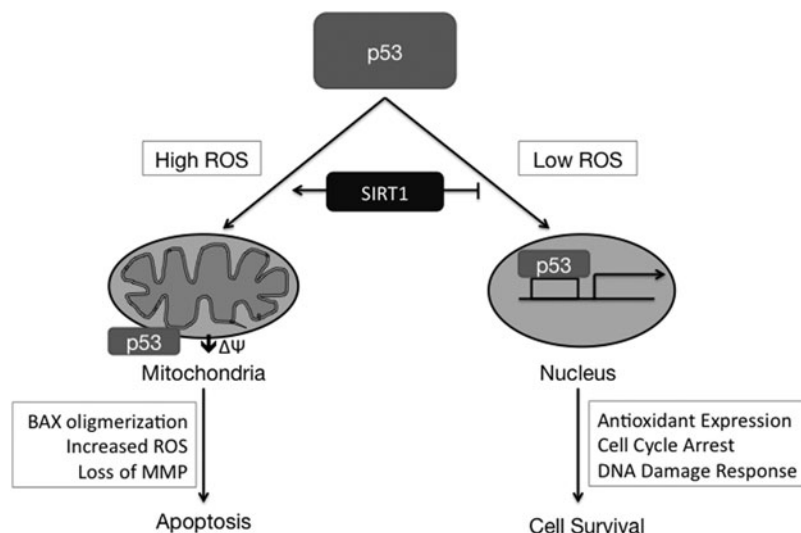 p53
High ROS
Low ROS
SIRT1
p53
p53
ΔΨ
Mitochondria
Nucleus
BAX oligmerization
Increased ROS
Loss of MMP
Antioxidant Expression
Cell Cycle Arrest
DNA Damage Response
Apoptosis
Cell Survival